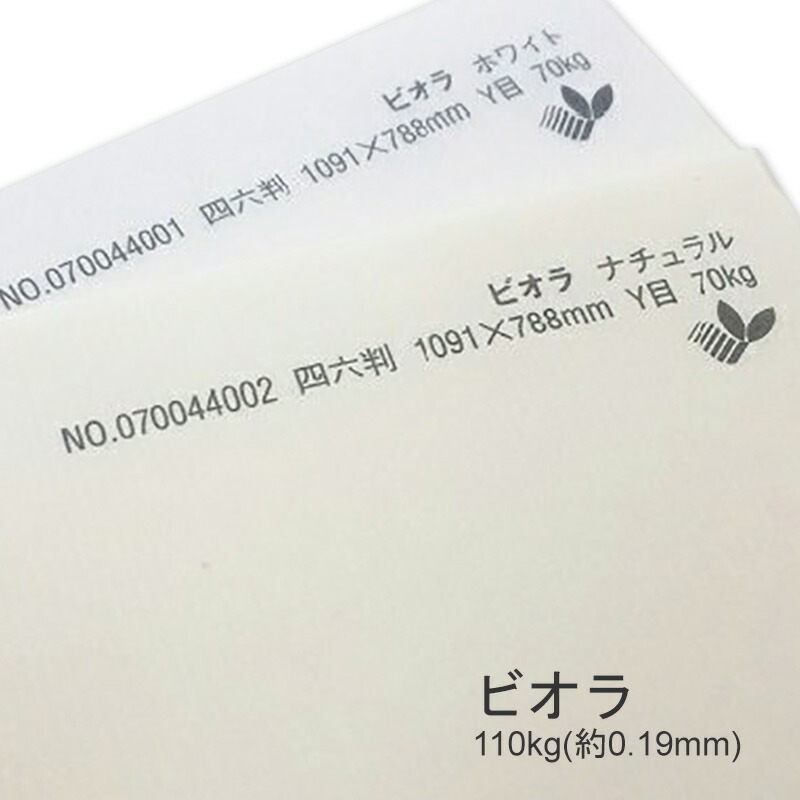 ビオラ ホワイト
NO.070044001 四六判 1091×788mm Y目 70kg
ビオラ ナチュラル
NO.070044002 四六判 1091×788mm Y目 70kg
ビオラ
110kg(約0.19mm)